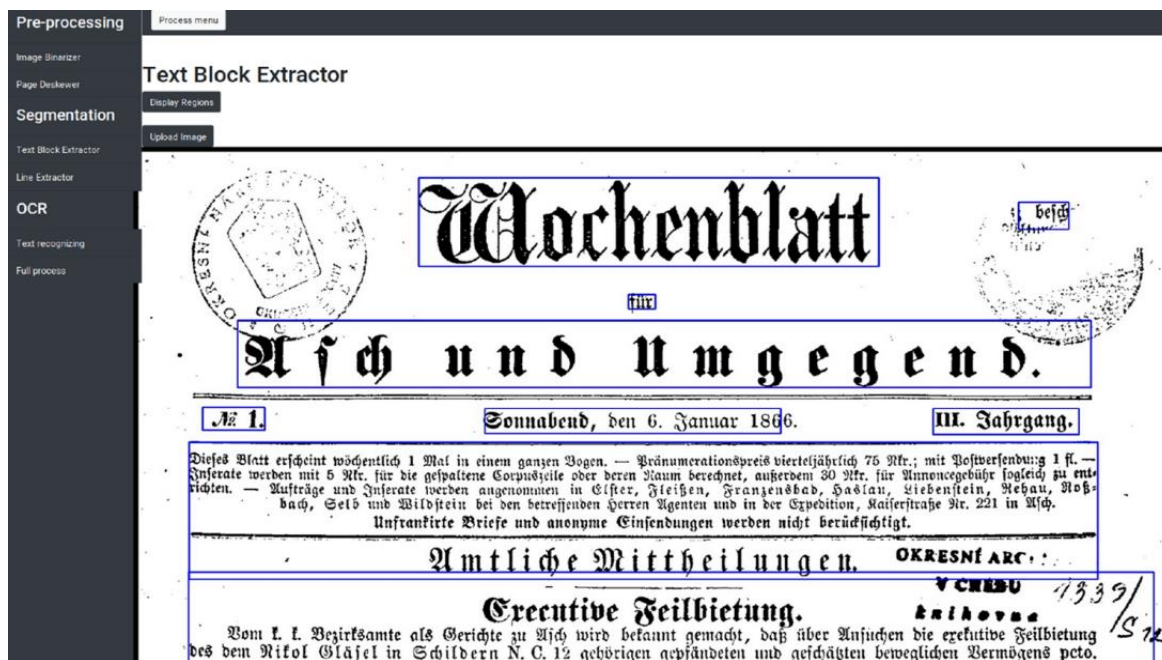 Pre-processing
Process menu
Image Binarizer
Page Deskewer
Segmentation
Text Block Extractor
Line Extractor
OCR
Text recognizing
Full process
Text Block Extractor
Display Regions
Upload Image
Wochenblatt
besch
für
Asch und Umgegend.
№ 1.
Sonnabend, den 6. Januar 1866.
III. Jahrgang.
Dieses Blatt erscheint wöchentlich 1 Mal in einem ganzen Bogen. — Pränumerationspreis vierteljährlich 75 Nkr.; mit Postversendung 1 fl. —
Inserate werden mit 5 Nkr. für die gespaltene Corpuszeile oder deren Raum berechnet, außerdem 30 Nkr. für Annoncegebühr sogleich zu ent-
richten. — Aufträge und Inserate werden angenommen in Elster, Fleißen, Franzensbad, Haslau, Liebenstein, Rehau, Roß-
bach, Selb und Wildstein bei den betreffenden Herren Agenten und in der Expedition, Kaiserstraße Nr. 221 in Asch.
Unfrankirte Briefe und anonyme Einsendungen werden nicht berücksichtigt.
Amtliche Mittheilungen.
OKRESNÍ ARC
V CHEBU
knihovna
1339/
S 12
Executive Feilbietung.
Vom k. k. Bezirksamte als Gerichte zu Asch wird bekannt gemacht, daß über Ansuchen die exekutive Feilbietung
des dem Nikol Gläsel in Schildern N. C. 12 gehörigen gepfändeten und geschätzten beweglichen Vermögens pcto.